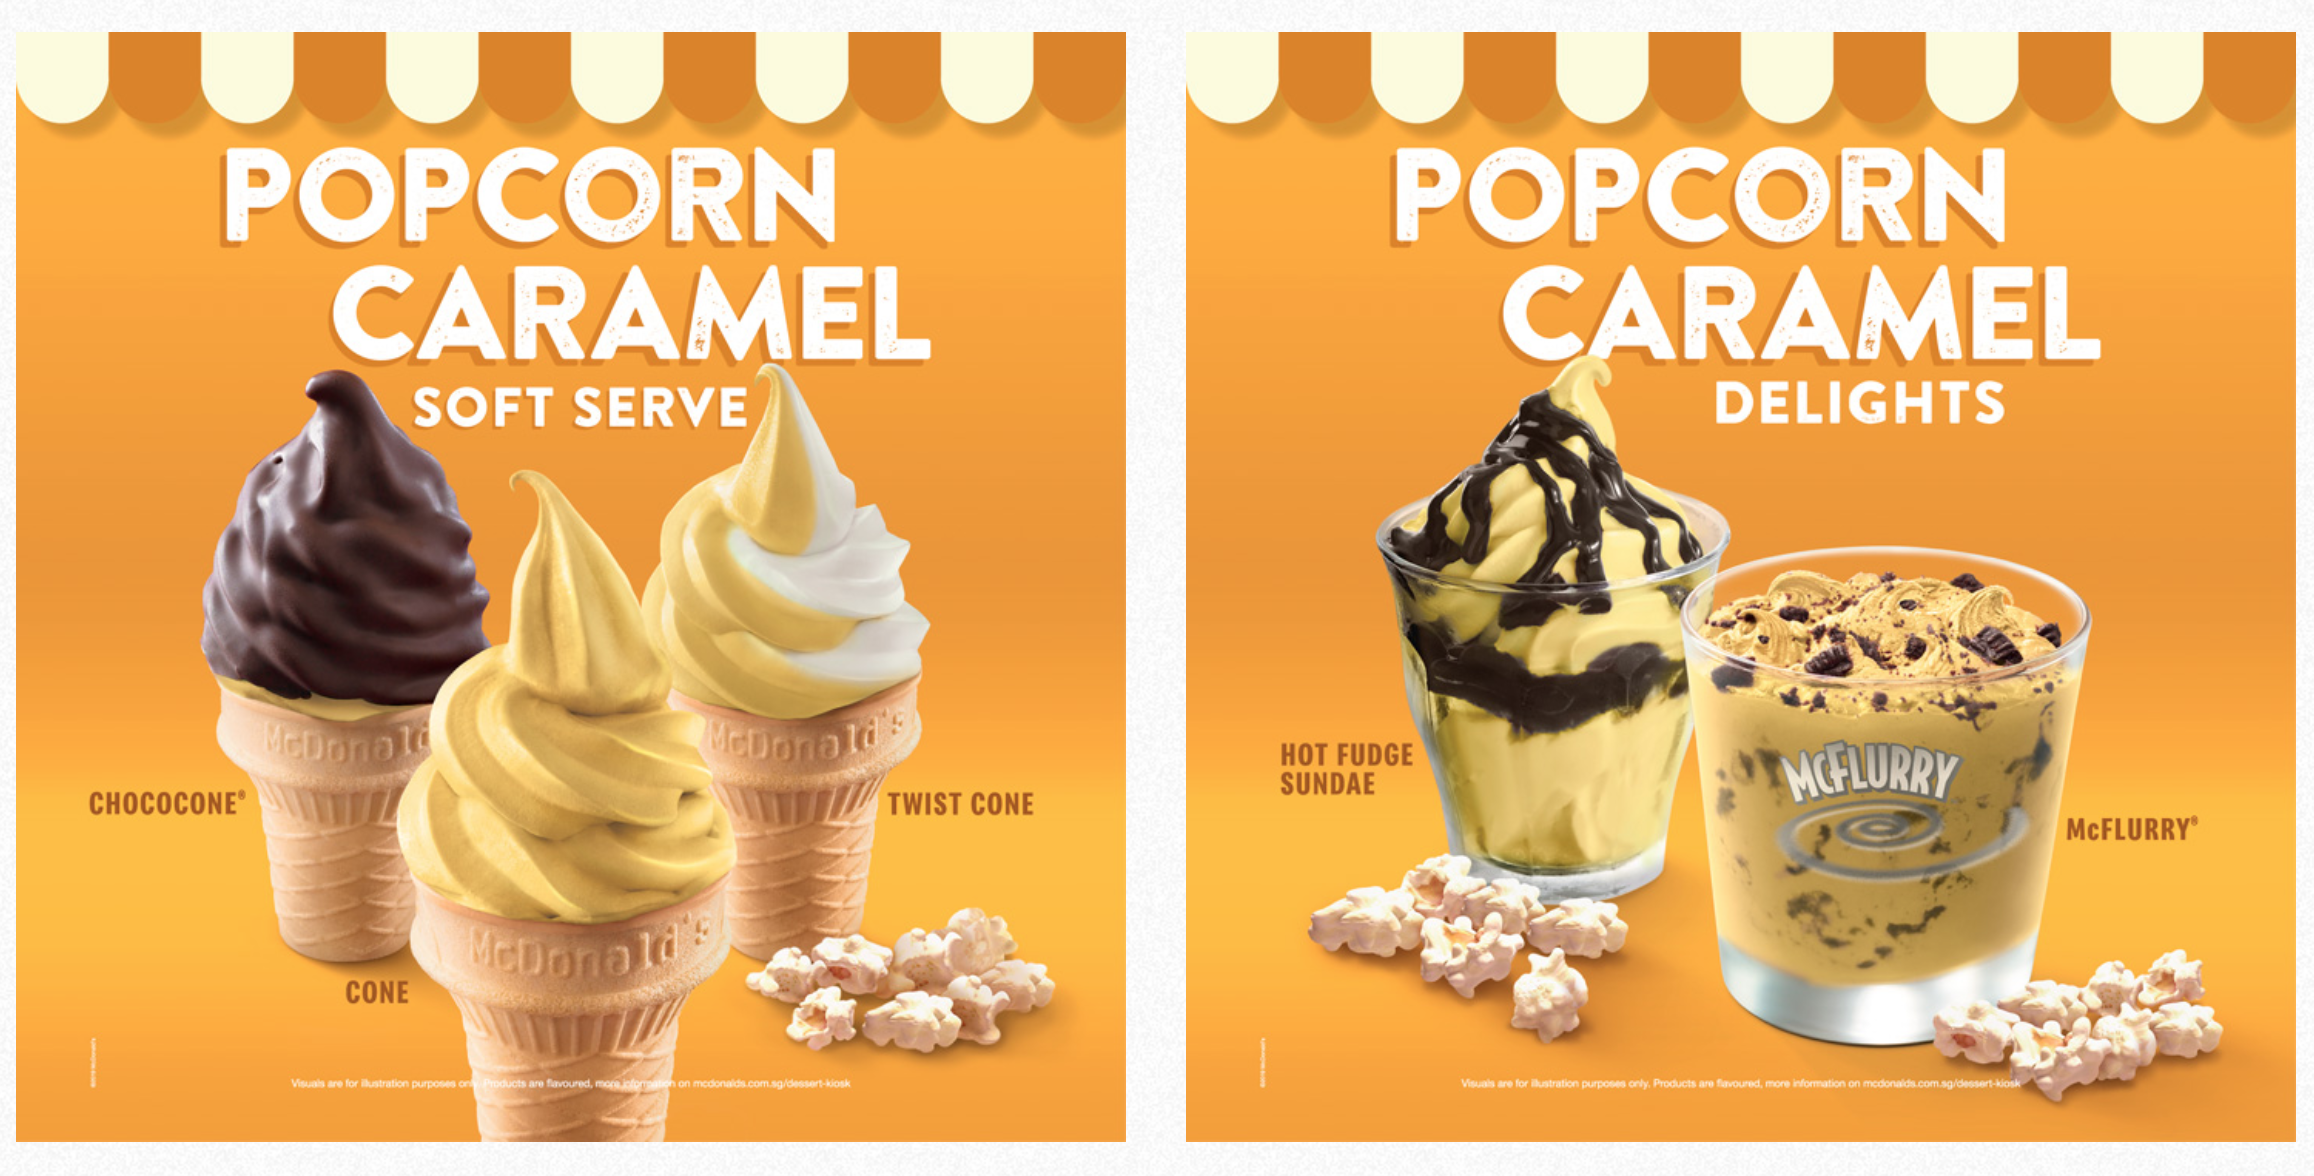 POPCORN
CARAMEL
SOFT SERVE
McDonald
McDonald's
CHOCOCONE®
TWIST CONE
McDonald's
CONE
©2018 McDonald's
Visuals are for illustration purposes only. Products are flavoured, more information on mcdonalds.com.sg/dessert-kiosk
POPCORN
CARAMEL
DELIGHTS
HOT FUDGE
SUNDAE
McFLURRY
McFLURRY®
Visuals are for illustration purposes only. Products are flavoured, more information on mcdonalds.com.sg/dessert-kiosk